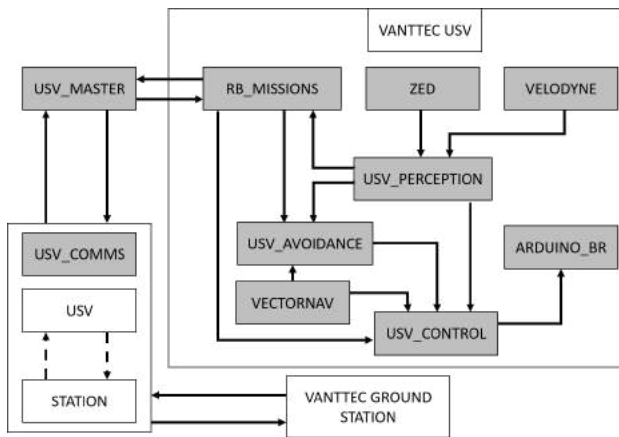 VANTTEC USV
USV_MASTER
RB_MISSIONS
ZED
VELODYNE
USV_PERCEPTION
USV_COMMS
USV_AVOIDANCE
ARDUINO_BR
USV
VECTORNAV
USV_CONTROL
STATION
VANTTEC GROUND
STATION